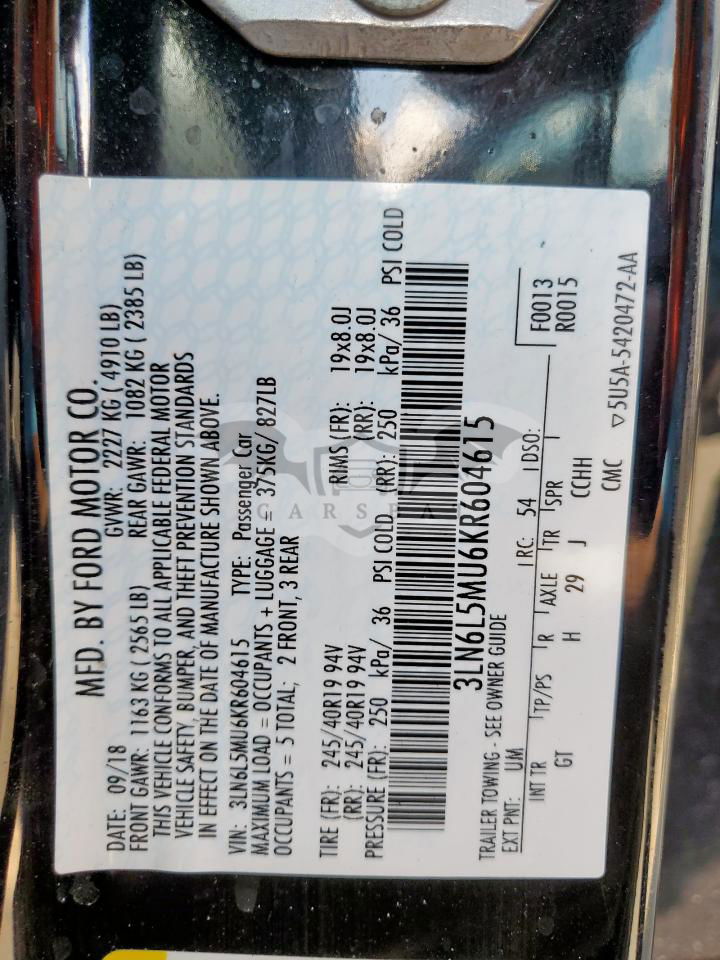 MFD. BY FORD MOTOR CO.
DATE: 09/18 GVWR: 2227 KG ( 4910 LB)
FRONT GAWR: 1163 KG ( 2565 LB) REAR GAWR: 1082 KG ( 2385 LB)
THIS VEHICLE CONFORMS TO ALL APPLICABLE FEDERAL MOTOR
VEHICLE SAFETY, BUMPER, AND THEFT PREVENTION STANDARDS
IN EFFECT ON THE DATE OF MANUFACTURE SHOWN ABOVE.
VIN: 3LN6L5MU6KR604615 TYPE: Passenger Car
MAXIMUM LOAD = OCCUPANTS + LUGGAGE = 375KG/ 827LB
OCCUPANTS = 5 TOTAL; 2 FRONT, 3 REAR
TIRE (FR): 245/40R19 94V RIMS (FR): 19x8.0J
(RR): 245/40R19 94V (RR): 19x8.0J
PRESSURE (FR): 250 kPa/ 36 PSI COLD (RR): 250 kPa/ 36 PSI COLD
CARSFA
3LN6L5MU6KR604615
TRAILER TOWING - SEE OWNER GUIDE
F0013
EXT PNT: UM RC: 54 DSO: R0015
INT TR TP/PS R AXLE TR SPR
GT H 29 J CCHH
CMC ▽5U5A-5420472-AA